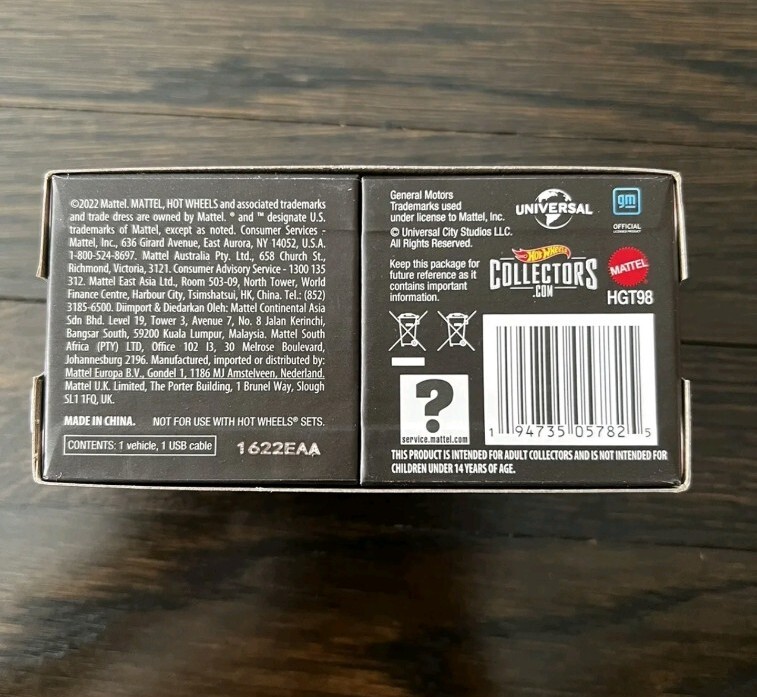 ©2022 Mattel. MATTEL, HOT WHEELS and associated trademarks
and trade dress are owned by Mattel. ® and ™ designate U.S.
trademarks of Mattel, except as noted. Consumer Services -
Mattel, Inc., 636 Girard Avenue, East Aurora, NY 14052, U.S.A.
1-800-524-8697. Mattel Australia Pty. Ltd., 658 Church St.,
Richmond, Victoria, 3121. Consumer Advisory Service - 1300 135
312. Mattel East Asia Ltd., Room 503-09, North Tower, World
Finance Centre, Harbour City, Tsimshatsui, HK, China. Tel.: (852)
3185-6500. Diimport & Diedarkan Oleh: Mattel Continental Asia
Sdn Bhd. Level 19, Tower 3, Avenue 7, No. 8 Jalan Kerinchi,
Bangsar South, 59200 Kuala Lumpur, Malaysia. Mattel South
Africa (PTY) LTD, Office 102 I3, 30 Melrose Boulevard,
Johannesburg 2196. Manufactured, imported or distributed by:
Mattel Europa B.V., Gondel 1, 1186 MJ Amstelveen, Nederland.
Mattel U.K. Limited, The Porter Building, 1 Brunel Way, Slough
SL1 1FQ, UK.
MADE IN CHINA. NOT FOR USE WITH HOT WHEELS® SETS.
CONTENTS: 1 vehicle, 1 USB cable
1622EAA
General Motors
Trademarks used
under license to Mattel, Inc.
© Universal City Studios LLC.
All Rights Reserved.
UNIVERSAL
gm
OFFICIAL
LICENSED PRODUCT
Keep this package for
future reference as it
contains important
information.
HOT WHEELS
COLLECTORS
.COM
MATTEL
HGT98
?
service.mattel.com
1 94735 05782 5
THIS PRODUCT IS INTENDED FOR ADULT COLLECTORS AND IS NOT INTENDED FOR
CHILDREN UNDER 14 YEARS OF AGE.